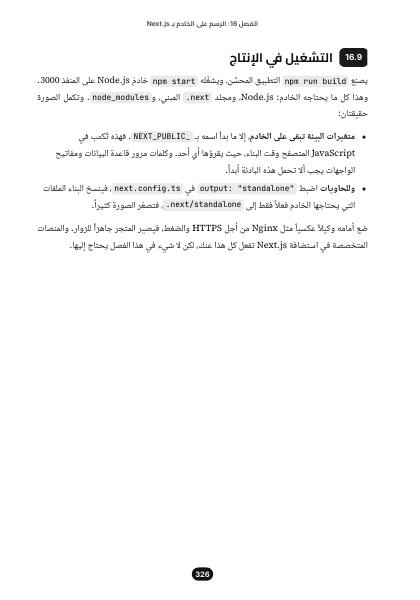 الفصل 16: الرسم على الخادم بـ Next.js
16.9 التشغيل في الإنتاج
يصنع npm run build التطبيق المحسّن، ويشغّله npm start خادمَ Node.js على المنفذ 3000.
وهذا كل ما يحتاجه الخادم: Node.js، ومجلد .next المبني، و node_modules. وتكمل الصورة
حقيقتان:
• متغيرات البيئة تبقى على الخادم، إلا ما بدأ اسمه بـ NEXT_PUBLIC_. فهذه تُكتب في
JavaScript المتصفح وقت البناء، حيث يقرؤها أي أحد. وكلمات مرور قاعدة البيانات ومفاتيح
الواجهات يجب ألا تحمل هذه البادئة أبداً.
• وللحاويات اضبط output: "standalone" في next.config.ts، فينسخ البناء الملفات
التي يحتاجها الخادم فعلاً فقط إلى .next/standalone، فتصغر الصورة كثيراً.
ضع أمامه وكيلاً عكسياً مثل Nginx من أجل HTTPS والضغط، فيصير المتجر جاهزاً للزوار. والمنصات
المتخصصة في استضافة Next.js تفعل كل هذا عنك، لكن لا شيء في هذا الفصل يحتاج إليها.
326